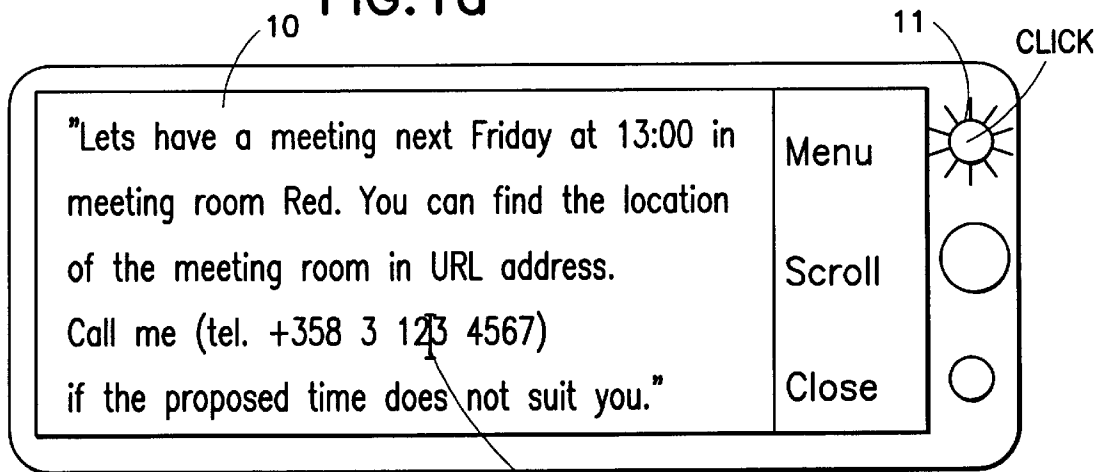 FIG. 1a
10
11
CLICK
"Lets have a meeting next Friday at 13:00 in
meeting room Red. You can find the location
of the meeting room in URL address.
Call me (tel. +358 3 123 4567)
if the proposed time does not suit you."
Menu
Scroll
Close